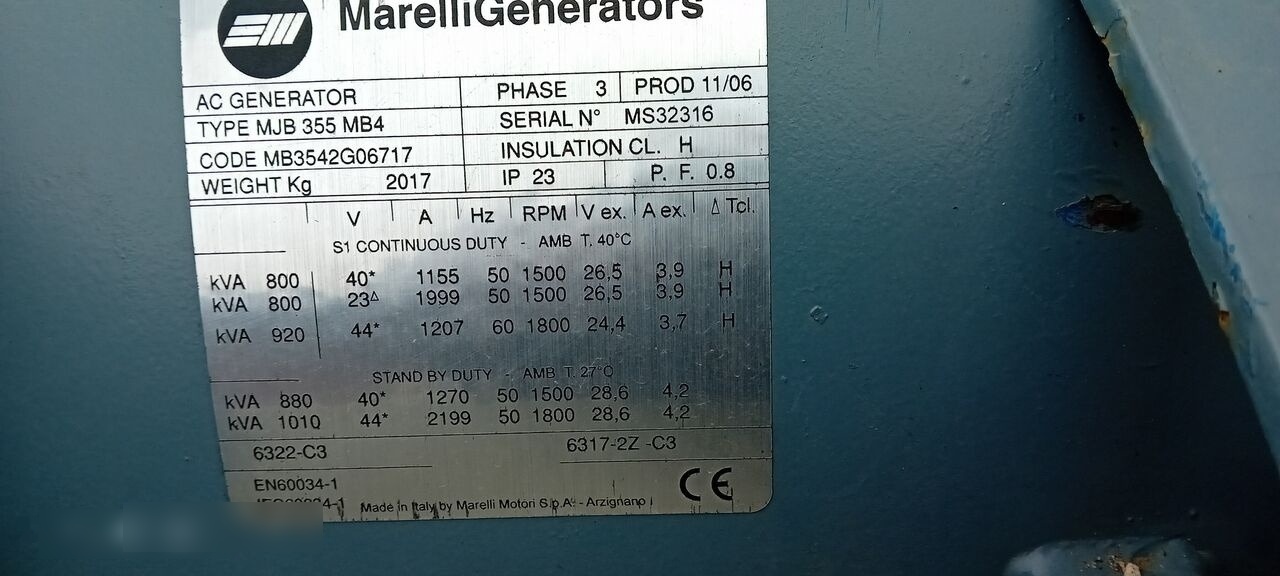 MarelliGenerators
AC GENERATOR PHASE 3 PROD 11/06
TYPE MJB 355 MB4 SERIAL N° MS32316
CODE MB3542G06717 INSULATION CL. H
WEIGHT Kg 2017 IP 23 P. F. 0.8
V A Hz RPM V ex. A ex. Δ Tcl.
S1 CONTINUOUS DUTY - AMB T. 40°C
kVA 800 40* 1155 50 1500 26,5 3,9 H
kVA 800 23Δ 1999 50 1500 26,5 3,9 H
kVA 920 44* 1207 60 1800 24,4 3,7 H
STAND BY DUTY - AMB T. 27°C
kVA 880 40* 1270 50 1500 28,6 4,2
kVA 1010 44* 2199 50 1800 28,6 4,2
6322-C3 6317-2Z -C3
EN60034-1
Made in Italy by Marelli Motori S.p.A. - Arzignano
CE